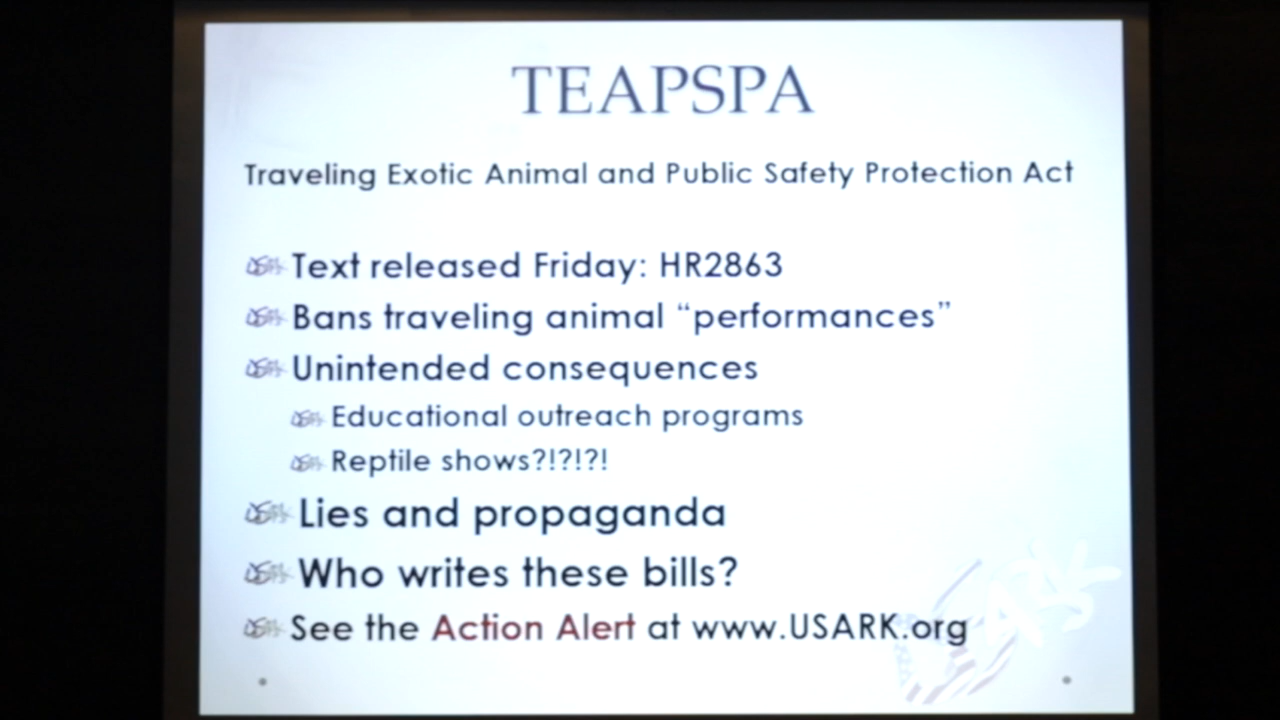 TEAPSPA
Traveling Exotic Animal and Public Safety Protection Act
Text released Friday: HR2863
Bans traveling animal “performances”
Unintended consequences
Educational outreach programs
Reptile shows?!?!?!
Lies and propaganda
Who writes these bills?
See the Action Alert at www.USARK.org